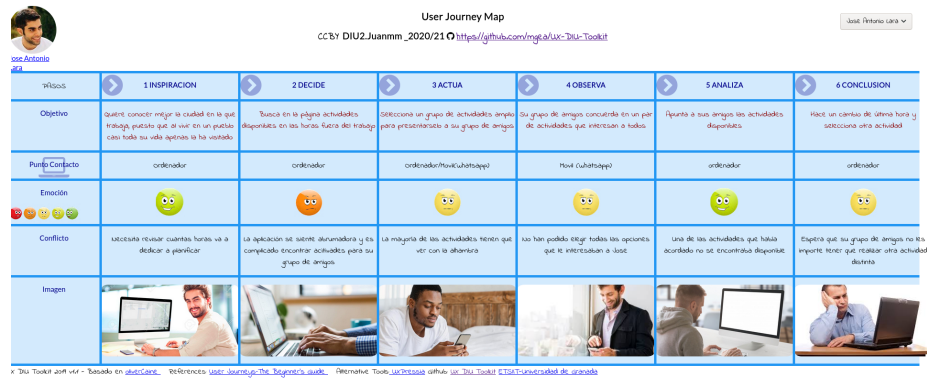 User Journey Map
CCBY DIU2.Juanmm _2020/21 https://github.com/mgea/UX-DIU-Toolkit
José Antonio Lara
Jose Antonio
Lara
PASOS
1 INSPIRACION
2 DECIDE
3 ACTUA
4 OBSERVA
5 ANALIZA
6 CONCLUSION
Objetivo
Quiere conocer mejor la ciudad en la que
trabaja, puesto que al vivir en un pueblo
casi toda su vida apenas la ha visitado
Busca en la página actividades
disponibles en las horas fuera del trabajo
Selecciona un grupo de actividades amplio
para presentárselo a su grupo de amigos
Su grupo de amigos concuerda en un par
de actividades que interesan a todos
Apunta a sus amigos las actividades
disponibles
Hace un cambio de última hora y
selecciona otra actividad
Punto Contacto
Ordenador
Ordenador
Ordenador/Movil(Whatsapp)
Movil (Whatsapp)
Ordenador
Ordenador
Emoción
Conflicto
Necesita revisar cuantas horas va a
dedicar a planificar
La aplicación se siente abrumadora y es
complicado encontrar actividades para su
grupo de amigos
La mayoría de las actividades tienen que
ver con la alhambra
No han podido elegir todas las opciones
que le interesaban a Jose
Una de las actividades que había
acordado no se encontraba disponible
Espera que su grupo de amigos no les
importe tener que realizar otra actividad
distinta
Imagen
x DIU Toolkit 2019 v1.1 - Basado en oliverCaine References: User Journeys-The Beginner's Guide Alternative Tools UXPressia Github: UX DIU Toolkit ETSIIT-Universidad de Granada